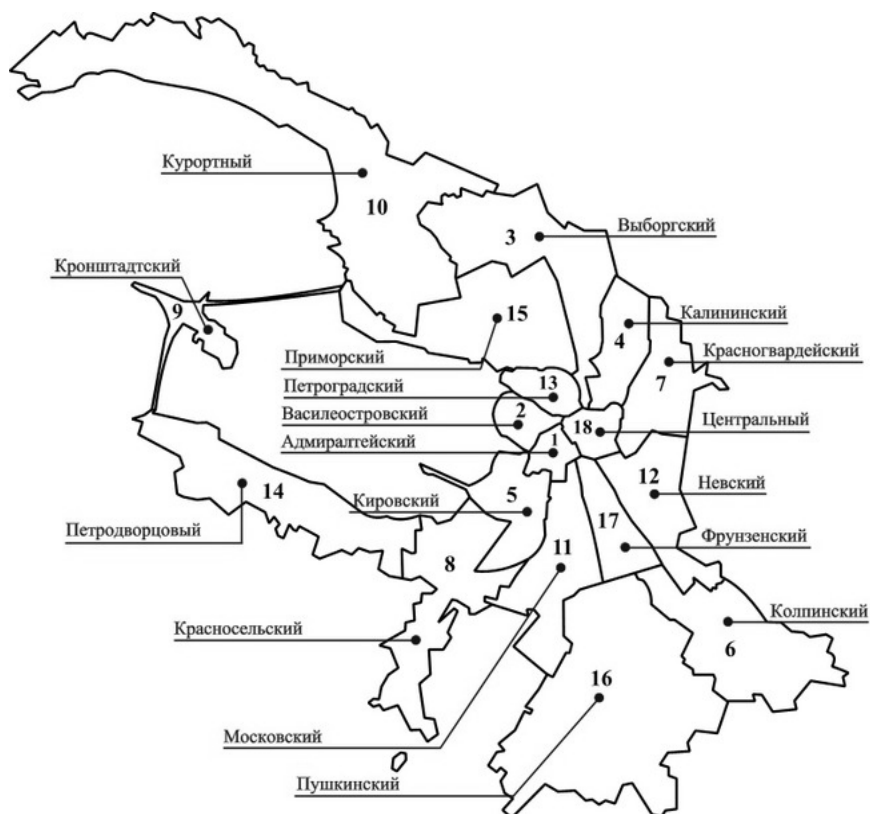 Курортный
10
3
Выборгский
Кронштадтский
9
15
4
Калининский
Приморский
7
Красногвардейский
Петроградский
13
Василеостровский
2
18
Центральный
Адмиралтейский
1
14
Кировский
5
12
Невский
Петродворцовый
17
Фрунзенский
8
11
Колпинский
Красносельский
6
16
Московский
Пушкинский